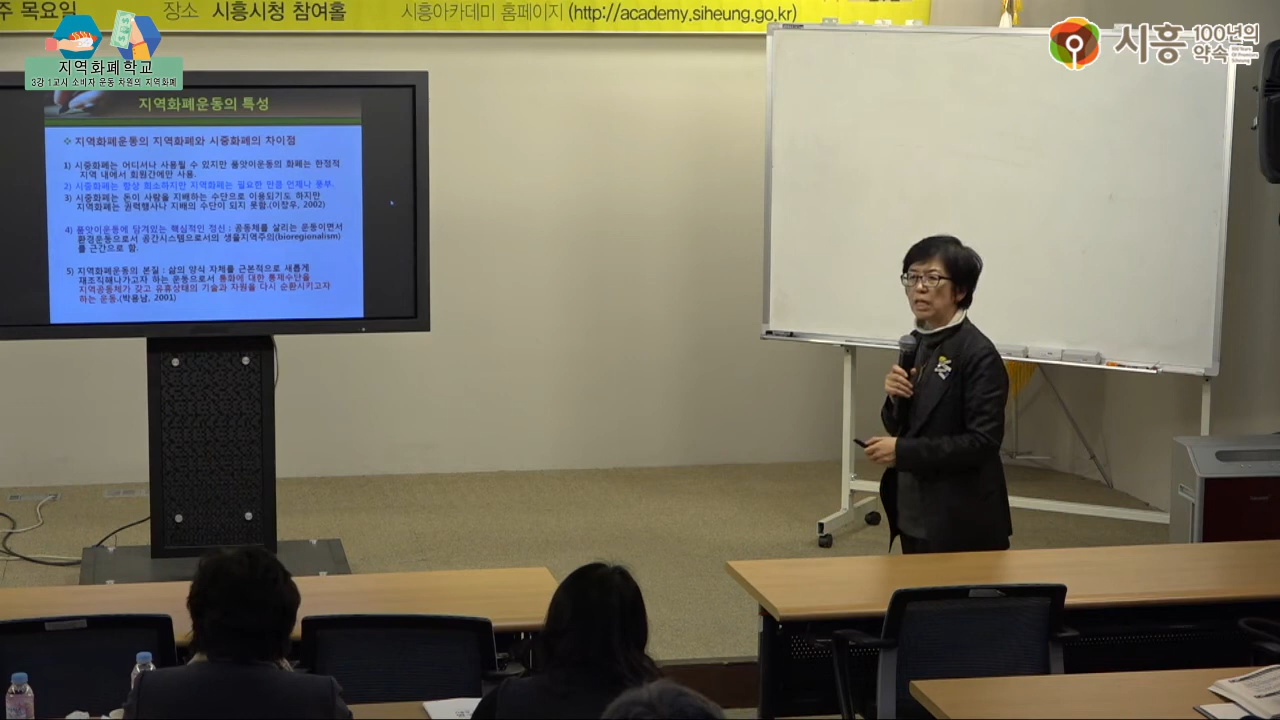 주 목요일 장소 시흥시청 참여홀 시흥아카데미 홈페이지 (http://academy.siheung.go.kr)
시흥 100년의 약속
지역화폐학교
3강 1교시 소비자 운동 차원의 지역화폐
지역화폐운동의 특성
지역화폐운동의 지역화폐와 시중화폐의 차이점
1) 시중화폐는 어디서나 사용될 수 있지만 품앗이운동의 화폐는 한정적
지역 내에서 회원간에만 사용.
2) 시중화폐는 항상 희소하지만 지역화폐는 필요한 만큼 언제나 풍부.
3) 시중화폐는 돈이 사람을 지배하는 수단으로 이용되기도 하지만
지역화폐는 권력행사나 지배의 수단이 되지 못함.(이창우, 2002)
4) 품앗이운동에 담겨있는 핵심적인 정신 : 공동체를 살리는 운동이면서
환경운동으로서 공간시스템으로서의 생물지역주의(bioregionalism)
를 근간으로 함.
5) 지역화폐운동의 본질 : 삶의 양식 자체를 근본적으로 새롭게
재조직해나가고자 하는 운동으로서 통화에 대한 통제수단을
지역공동체가 갖고 유휴상태의 기술과 자원을 다시 순환시키고자
하는 운동.(박용남, 2001)